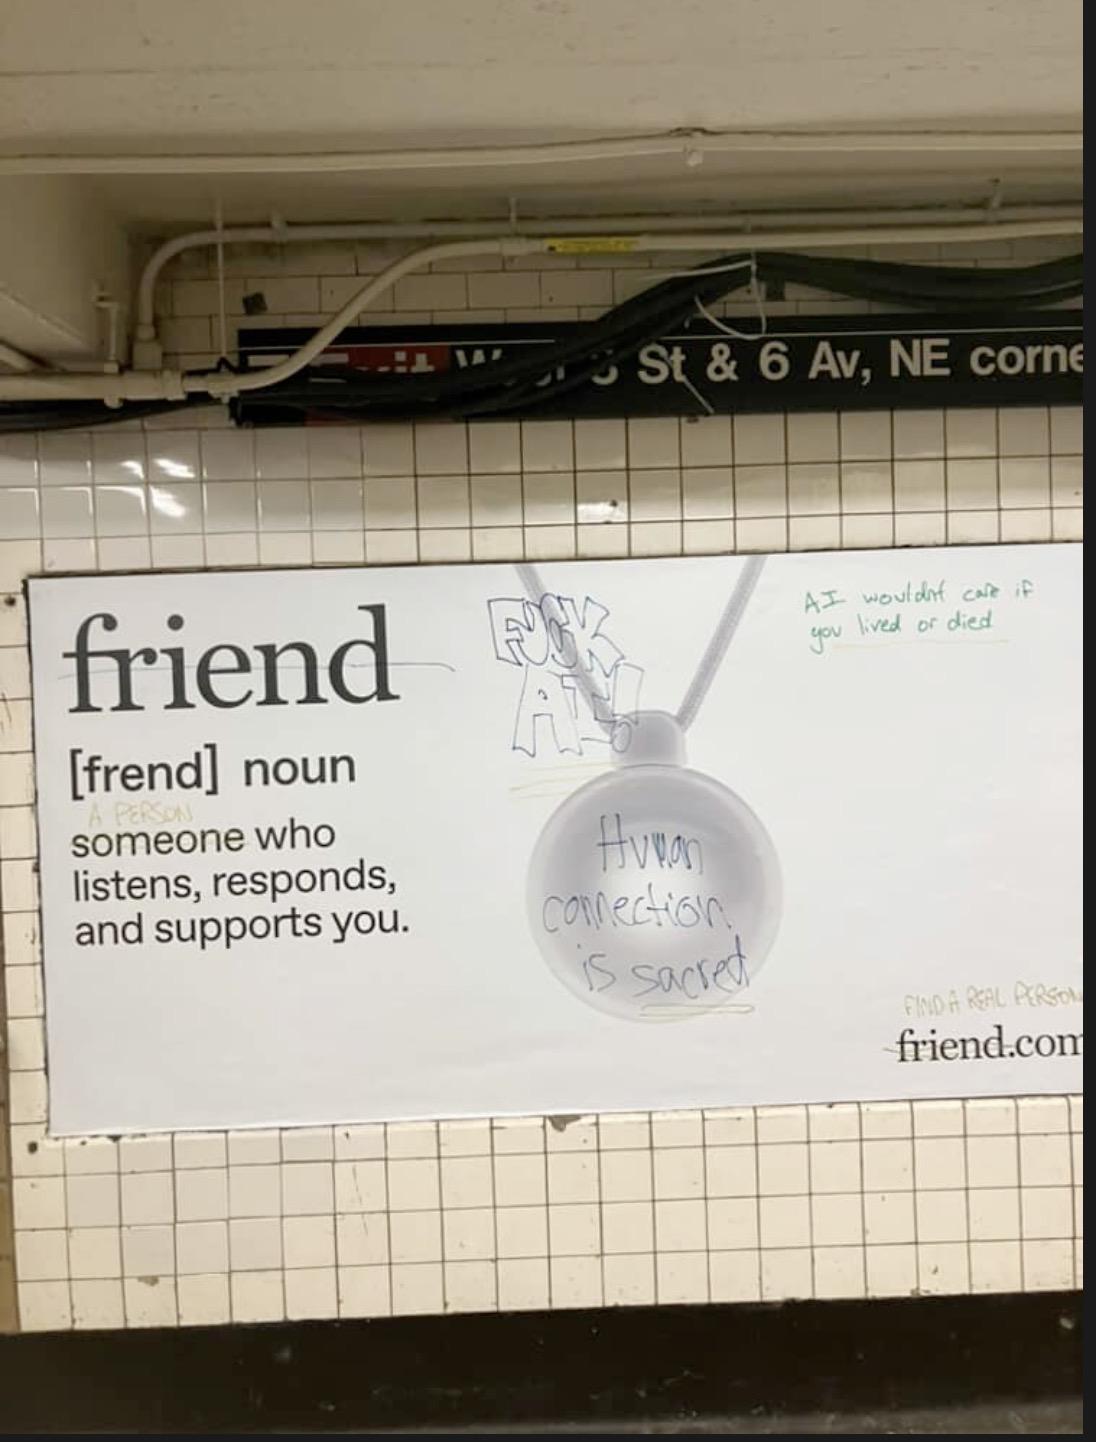 St & 6 Av, NE corne
friend
[frend] noun
A PERSON
someone who
listens, responds,
and supports you.
FUCK
AI!
AI wouldnt care if
you lived or died
Human
connection
is sacred
FIND A REAL PERSON
friend.com